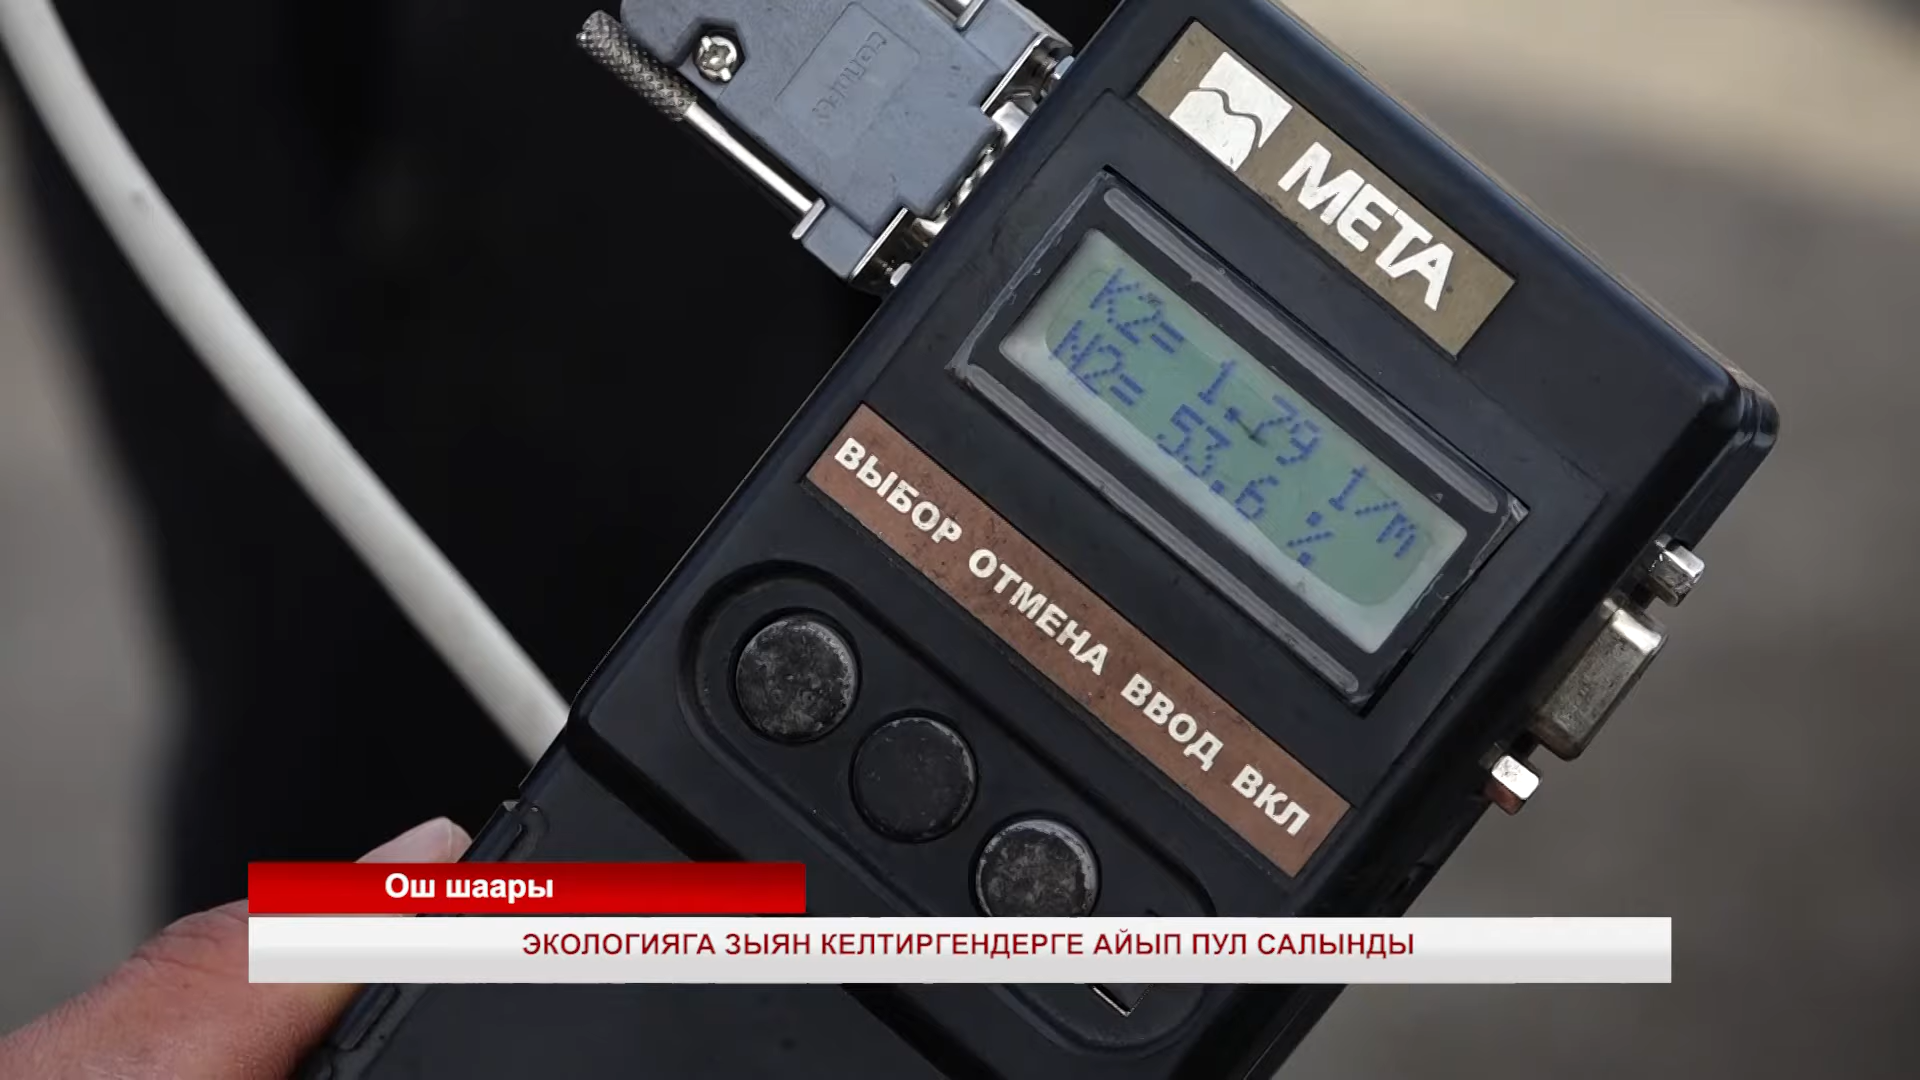 META
K2= 1.79 1/m
N2= 53.6 %
ВЫБОР ОТМЕНА ВВОД ВКЛ
Ош шаары
ЭКОЛОГИЯГА ЗЫЯН КЕЛТИРГЕНДЕРГЕ АЙЫП ПУЛ САЛЫНДЫ